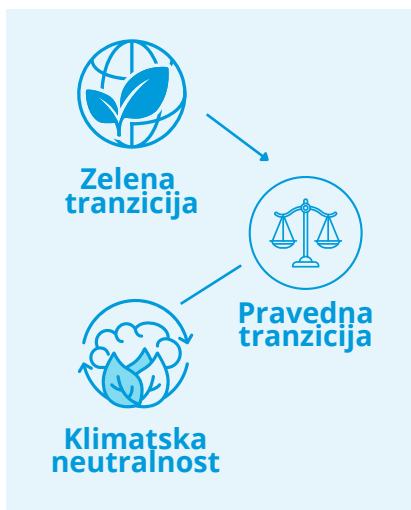 Zelena
tranzicija
Pravedna
tranzicija
Klimatska
neutralnost